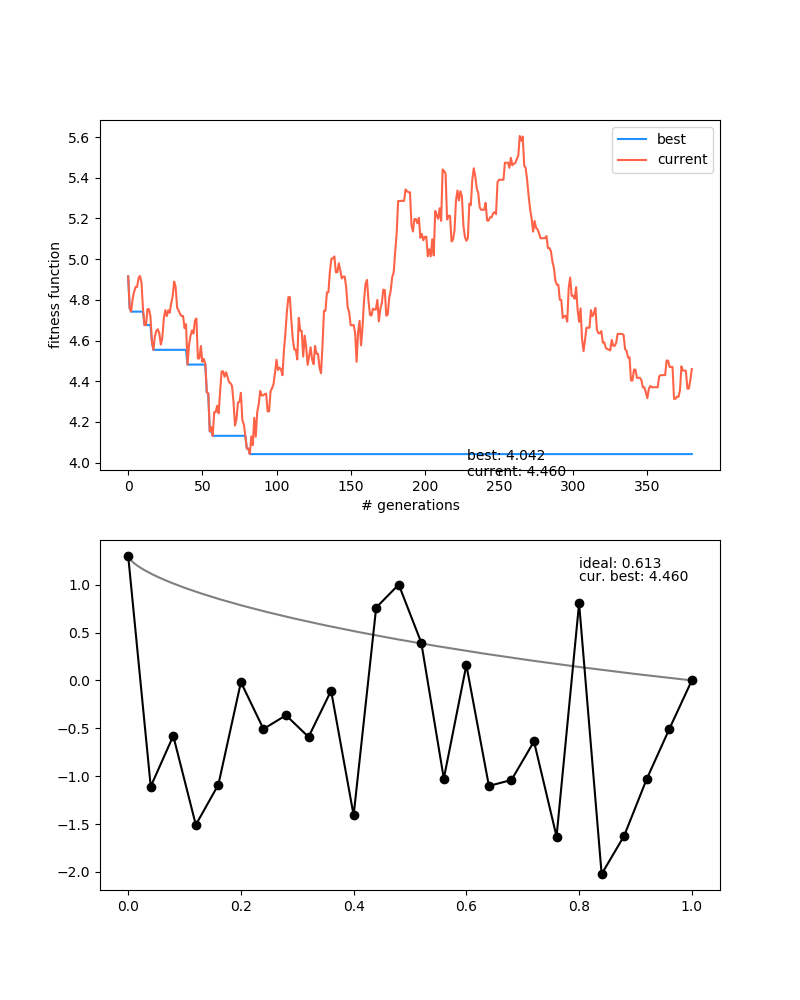 5.6
best
current
5.4
5.2
5.0
4.8
4.6
4.4
4.2
4.0
fitness function
best: 4.042
current: 4.460
0 50 100 150 200 250 300 350
# generations
ideal: 0.613
cur. best: 4.460
1.0
0.5
0.0
−0.5
−1.0
−1.5
−2.0
0.0 0.2 0.4 0.6 0.8 1.0